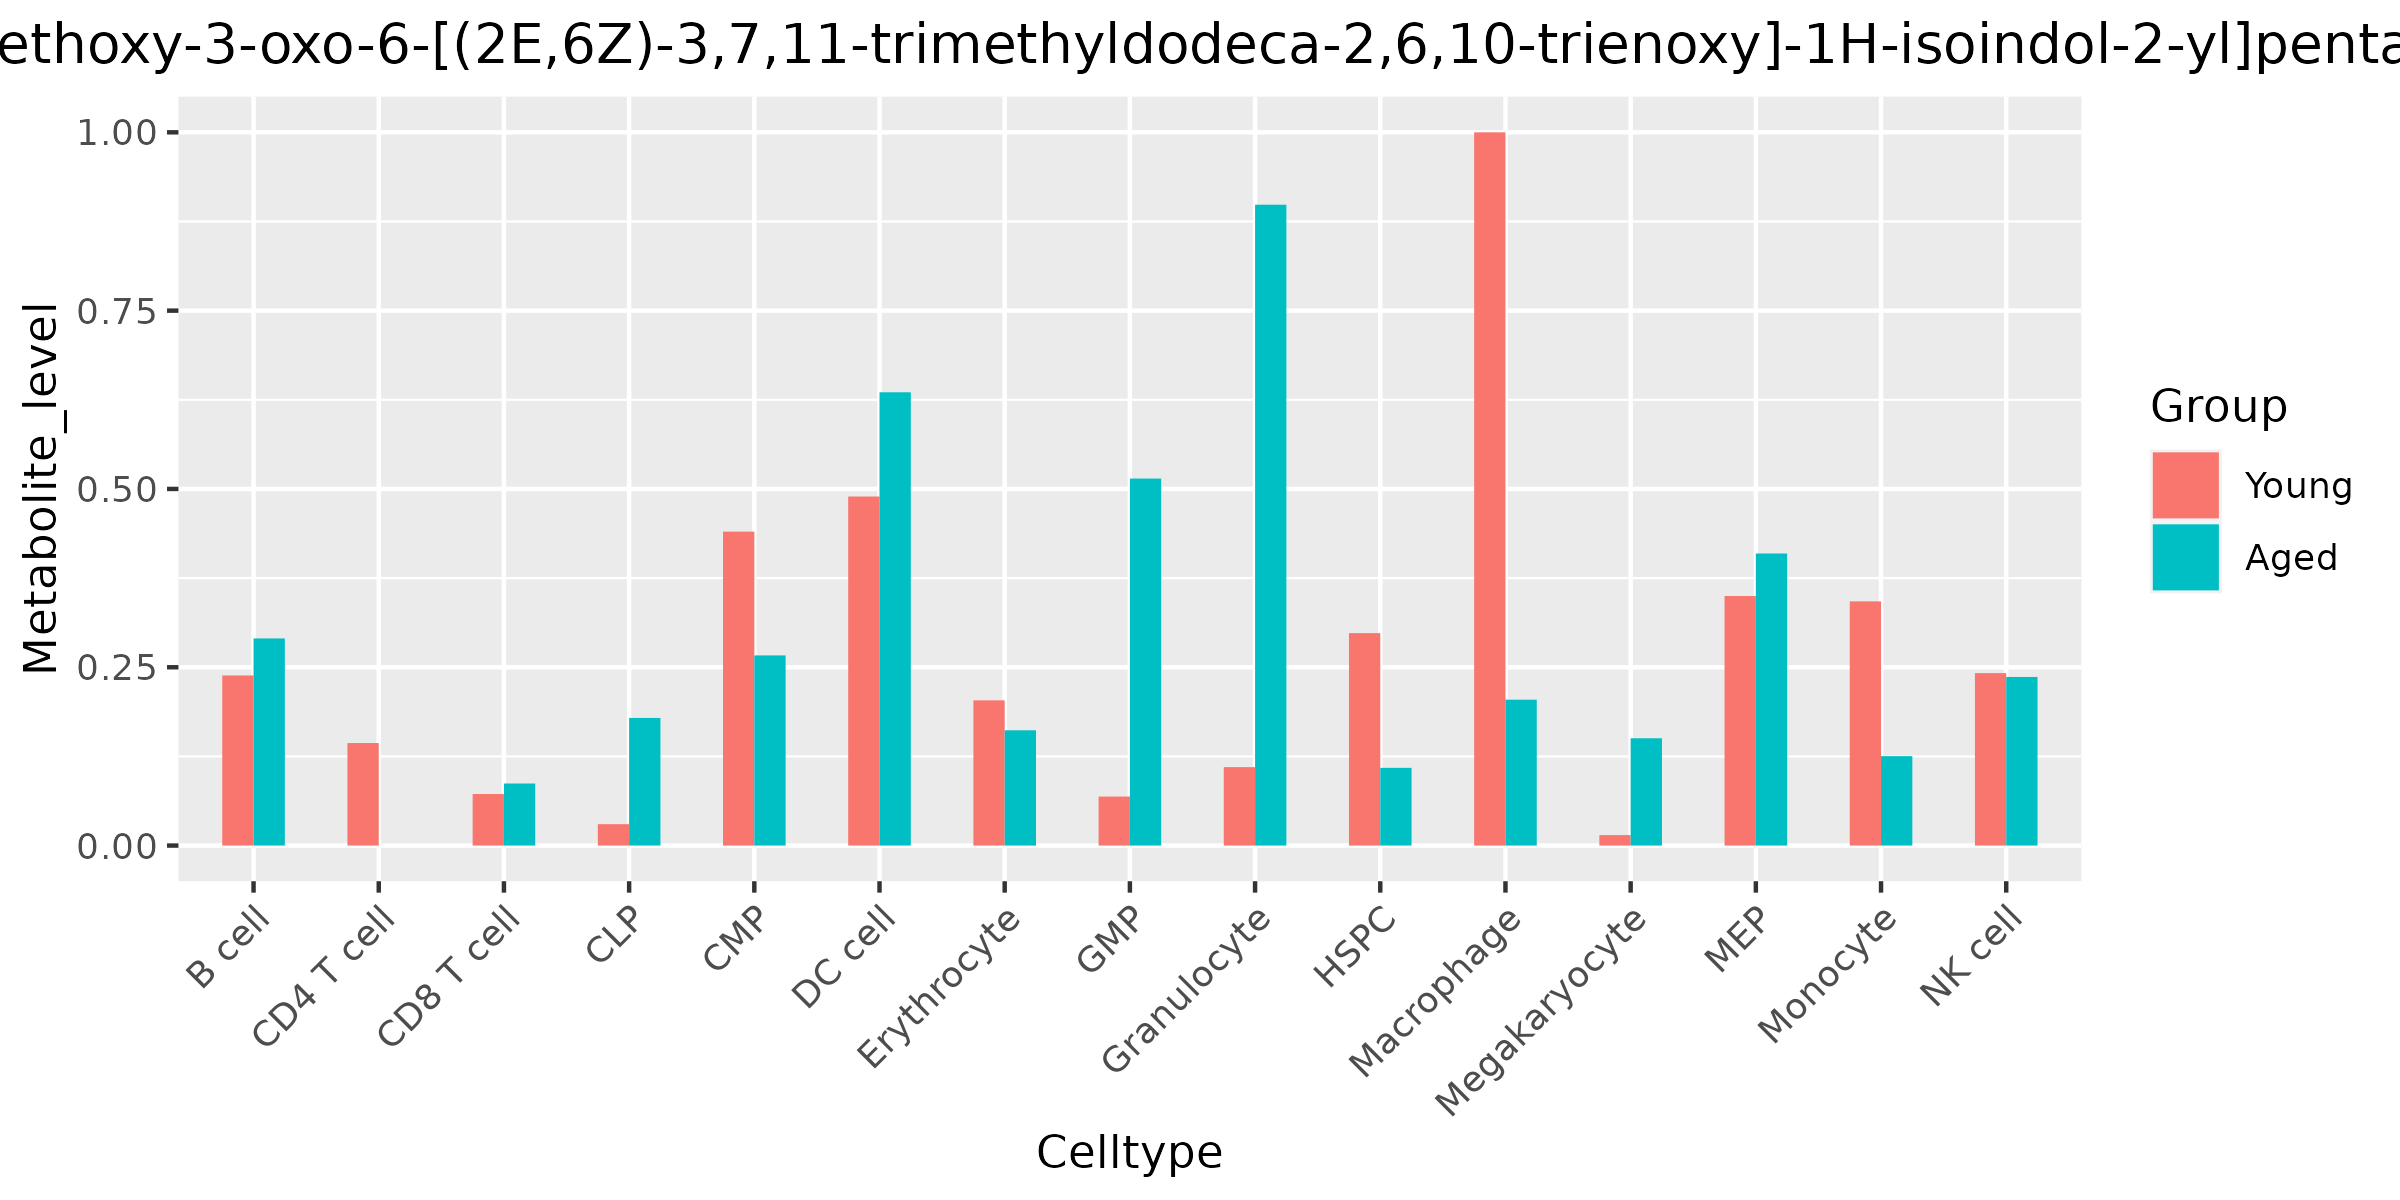 ethoxy-3-oxo-6-[(2E,6Z)-3,7,11-trimethyldodeca-2,6,10-trienoxy]-1H-isoindol-2-yl]penta
Metabolite_level
1.00
0.75
0.50
0.25
0.00
B cell
CD4 T cell
CD8 T cell
CLP
CMP
DC cell
Erythrocyte
GMP
Granulocyte
HSPC
Macrophage
Megakaryocyte
MEP
Monocyte
NK cell
Celltype
Group
Young
Aged